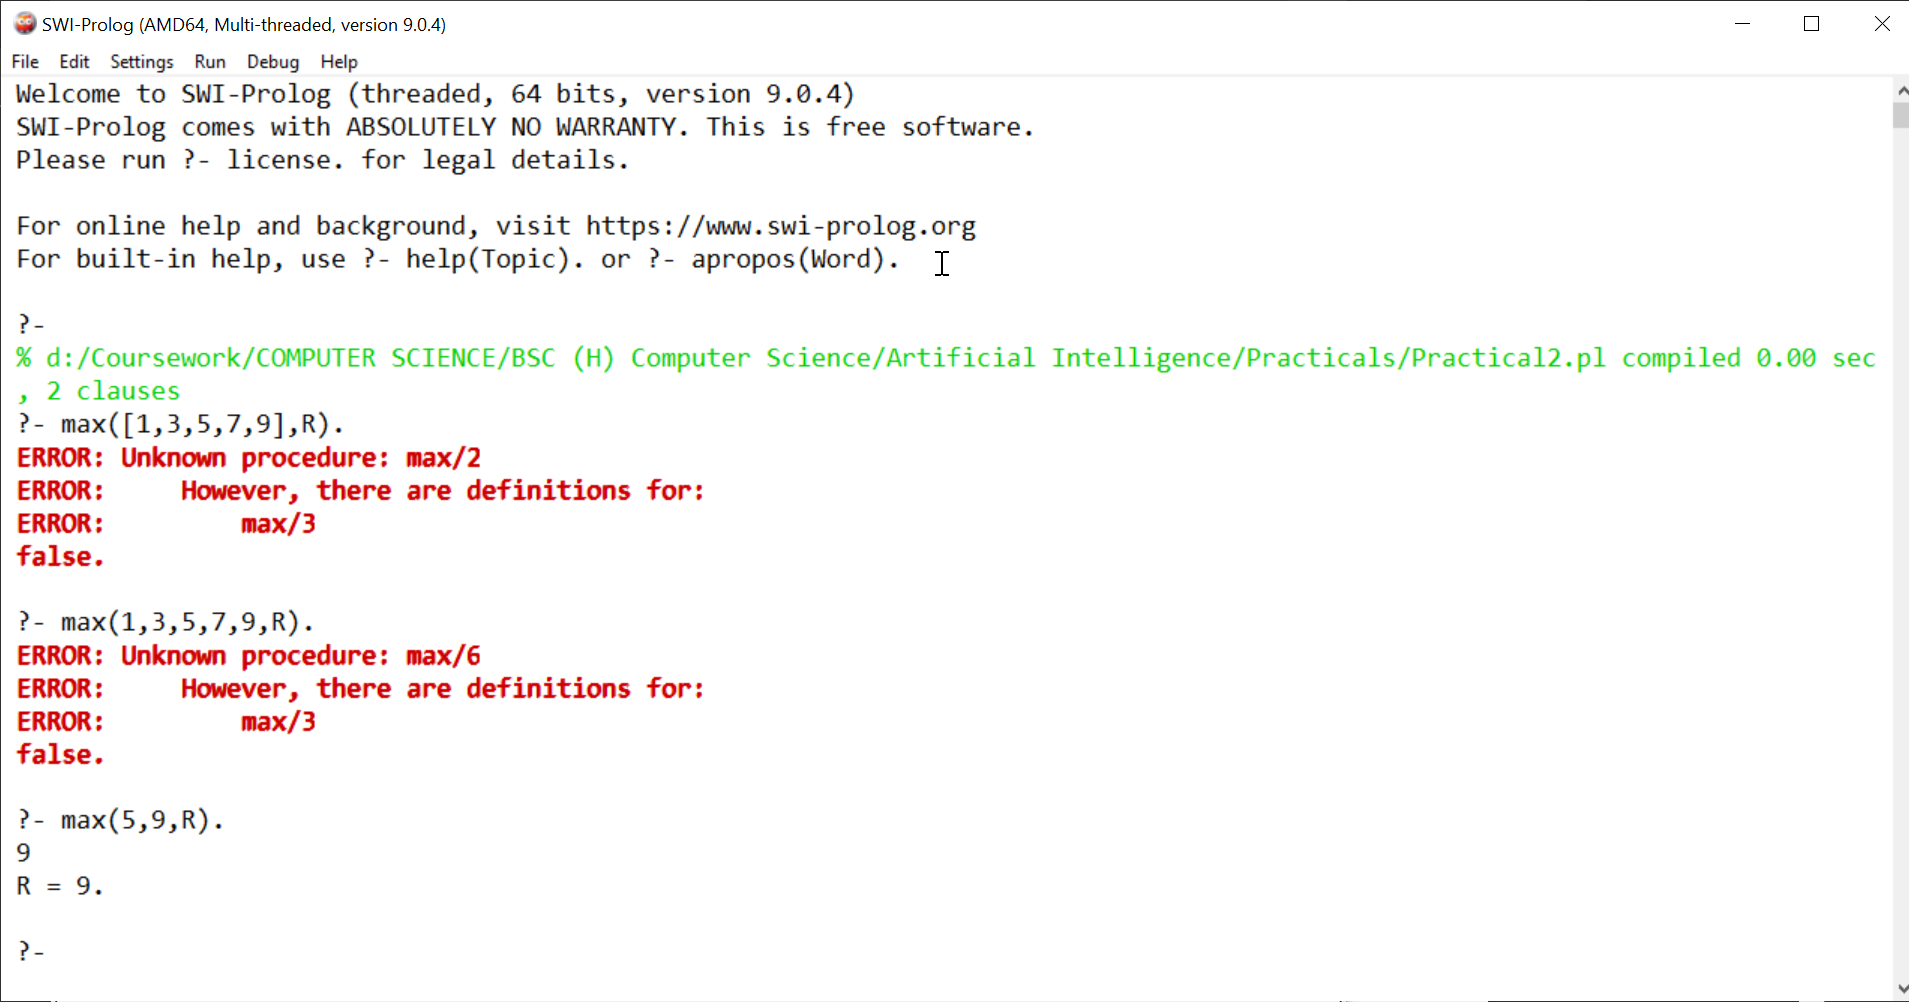 SWI-Prolog (AMD64, Multi-threaded, version 9.0.4)
File Edit Settings Run Debug Help
Welcome to SWI-Prolog (threaded, 64 bits, version 9.0.4)
SWI-Prolog comes with ABSOLUTELY NO WARRANTY. This is free software.
Please run ?- license. for legal details.
For online help and background, visit https://www.swi-prolog.org
For built-in help, use ?- help(Topic). or ?- apropos(Word).
?-
% d:/Coursework/COMPUTER SCIENCE/BSC (H) Computer Science/Artificial Intelligence/Practicals/Practical2.pl compiled 0.00 sec
, 2 clauses
?- max([1,3,5,7,9],R).
ERROR: Unknown procedure: max/2
ERROR:     However, there are definitions for:
ERROR:         max/3
false.
?- max(1,3,5,7,9,R).
ERROR: Unknown procedure: max/6
ERROR:     However, there are definitions for:
ERROR:         max/3
false.
?- max(5,9,R).
9
R = 9.
?-